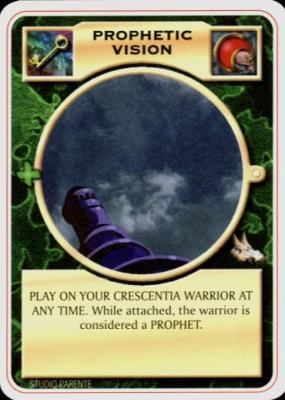 PROPHETIC
VISION
PLAY ON YOUR CRESCENTIA WARRIOR AT
ANY TIME. While attached, the warrior is
considered a PROPHET.
STUDIO PARENTE